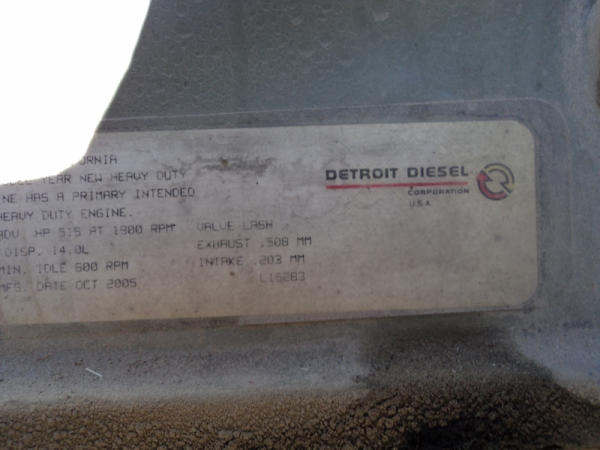 ORNIA
YEAR NEW HEAVY DUTY
NE HAS A PRIMARY INTENDED
HEAVY DUTY ENGINE.
ADV. HP 515 AT 1800 RPM VALUE LASH
DISP. 14.0L EXHAUST .508 MM
MIN. IDLE 600 RPM INTAKE .203 MM
MFG. DATE OCT 2005 L15283
DETROIT DIESEL
CORPORATION
U.S.A.